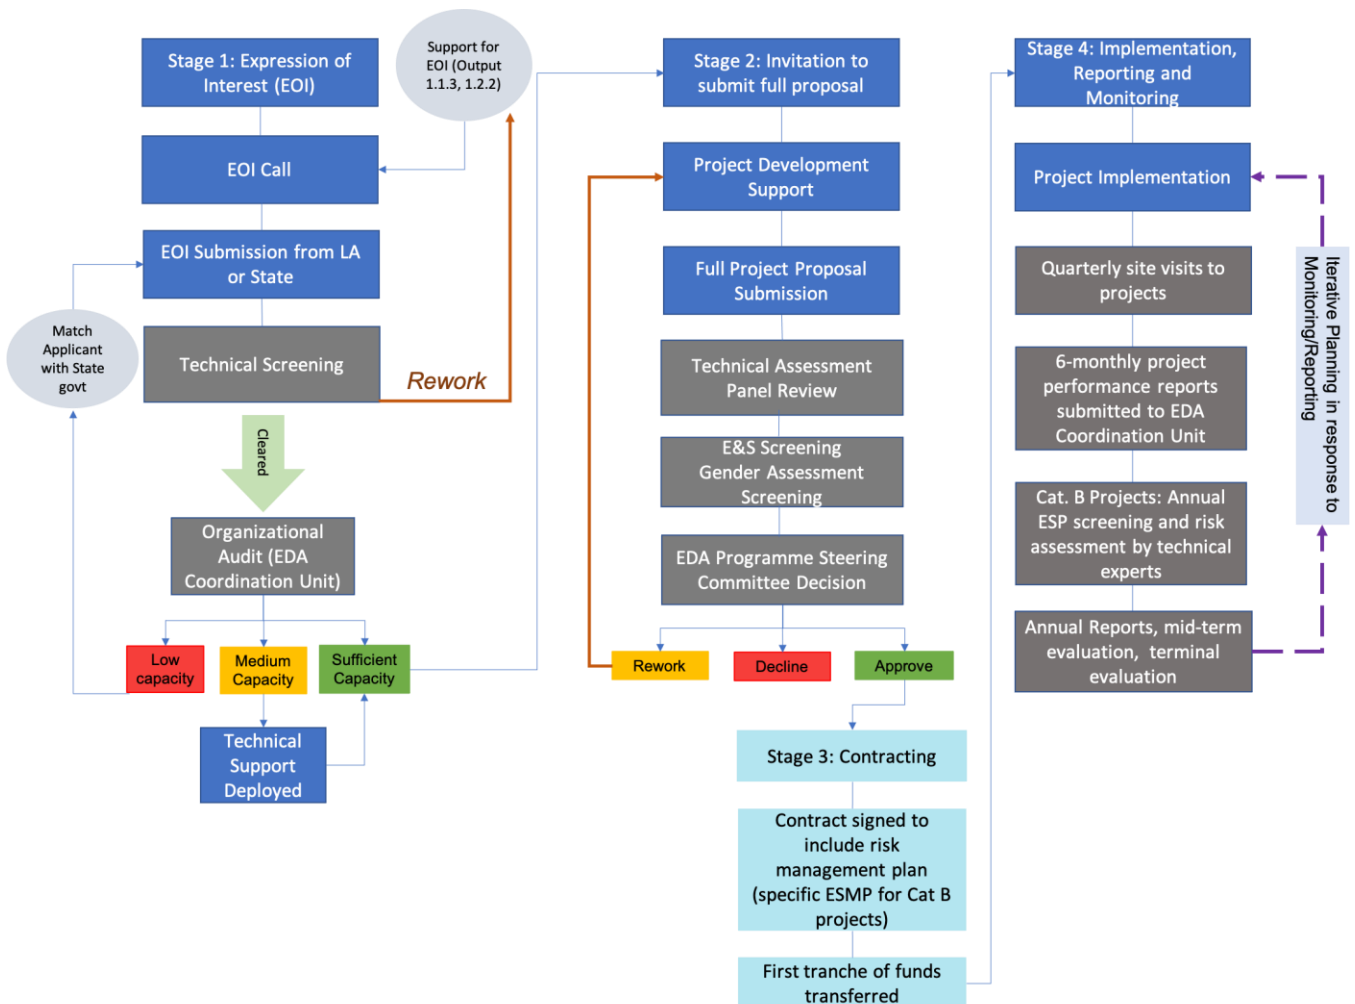 Stage 1: Expression of
Interest (EOI)
Support for
EOI (Output
1.1.3, 1.2.2)
EOI Call
EOI Submission from LA
or State
Match
Applicant
with State
govt
Technical Screening
Rework
Cleared
Organizational
Audit (EDA
Coordination Unit)
Low
capacity
Medium
Capacity
Sufficient
Capacity
Technical
Support
Deployed
Stage 2: Invitation to
submit full proposal
Project Development
Support
Full Project Proposal
Submission
Technical Assessment
Panel Review
E&S Screening
Gender Assessment
Screening
EDA Programme Steering
Committee Decision
Rework
Decline
Approve
Stage 3: Contracting
Contract signed to
include risk
management plan
(specific ESMP for Cat B
projects)
First tranche of funds
transferred
Stage 4: Implementation,
Reporting and
Monitoring
Project Implementation
Quarterly site visits to
projects
6-monthly project
performance reports
submitted to EDA
Coordination Unit
Cat. B Projects: Annual
ESP screening and risk
assessment by technical
experts
Annual Reports, mid-term
evaluation, terminal
evaluation
Iterative Planning in response to
Monitoring/Reporting